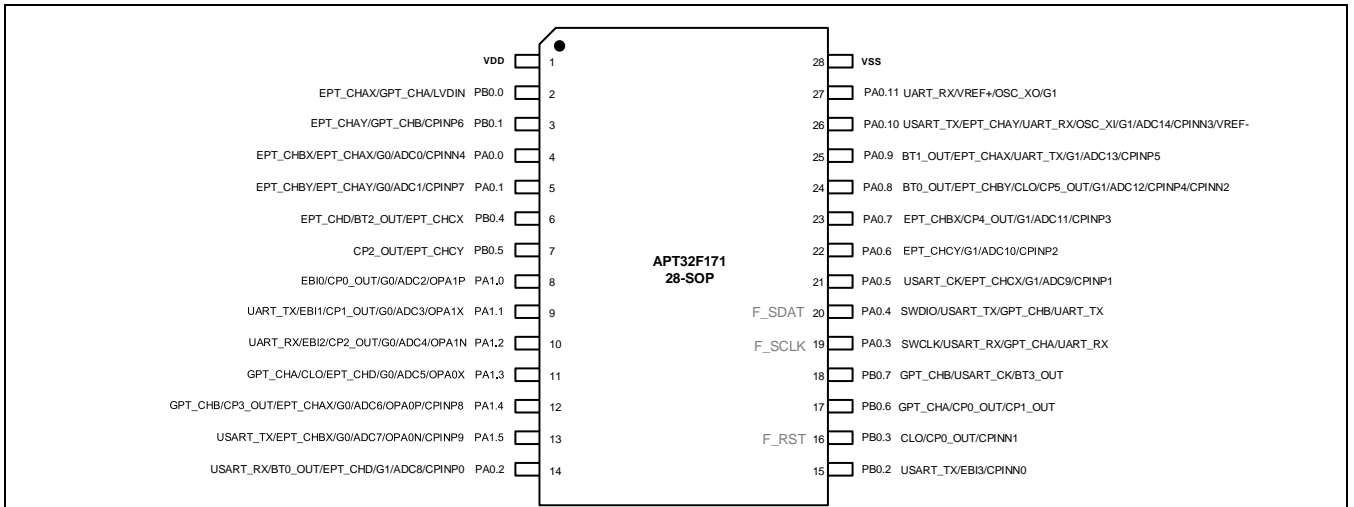 VDD 1 28 VSS
EPT_CHAX/GPT_CHA/LVDIN PB0.0 2 27 PA0.11 UART_RX/VREF+/OSC_XO/G1
EPT_CHAY/GPT_CHB/CPINP6 PB0.1 3 26 PA0.10 USART_TX/EPT_CHAY/UART_RX/OSC_XI/G1/ADC14/CPINN3/VREF-
EPT_CHBX/EPT_CHAX/G0/ADC0/CPINN4 PA0.0 4 25 PA0.9 BT1_OUT/EPT_CHAX/UART_TX/G1/ADC13/CPINP5
EPT_CHBY/EPT_CHAY/G0/ADC1/CPINP7 PA0.1 5 24 PA0.8 BT0_OUT/EPT_CHBY/CLO/CP5_OUT/G1/ADC12/CPINP4/CPINN2
EPT_CHD/BT2_OUT/EPT_CHCX PB0.4 6 23 PA0.7 EPT_CHBX/CP4_OUT/G1/ADC11/CPINP3
CP2_OUT/EPT_CHCY PB0.5 7 22 PA0.6 EPT_CHCY/G1/ADC10/CPINP2
APT32F171
28-SOP
EBI0/CP0_OUT/G0/ADC2/OPA1P PA1.0 8 21 PA0.5 USART_CK/EPT_CHCX/G1/ADC9/CPINP1
UART_TX/EBI1/CP1_OUT/G0/ADC3/OPA1X PA1.1 9 F_SDAT 20 PA0.4 SWDIO/USART_TX/GPT_CHB/UART_TX
UART_RX/EBI2/CP2_OUT/G0/ADC4/OPA1N PA1.2 10 F_SCLK 19 PA0.3 SWCLK/USART_RX/GPT_CHA/UART_RX
GPT_CHA/CLO/EPT_CHD/G0/ADC5/OPA0X PA1.3 11 18 PB0.7 GPT_CHB/USART_CK/BT3_OUT
GPT_CHB/CP3_OUT/EPT_CHAX/G0/ADC6/OPA0P/CPINP8 PA1.4 12 17 PB0.6 GPT_CHA/CP0_OUT/CP1_OUT
USART_TX/EPT_CHBX/G0/ADC7/OPA0N/CPINP9 PA1.5 13 F_RST 16 PB0.3 CLO/CP0_OUT/CPINN1
USART_RX/BT0_OUT/EPT_CHD/G1/ADC8/CPINP0 PA0.2 14 15 PB0.2 USART_TX/EBI3/CPINN0